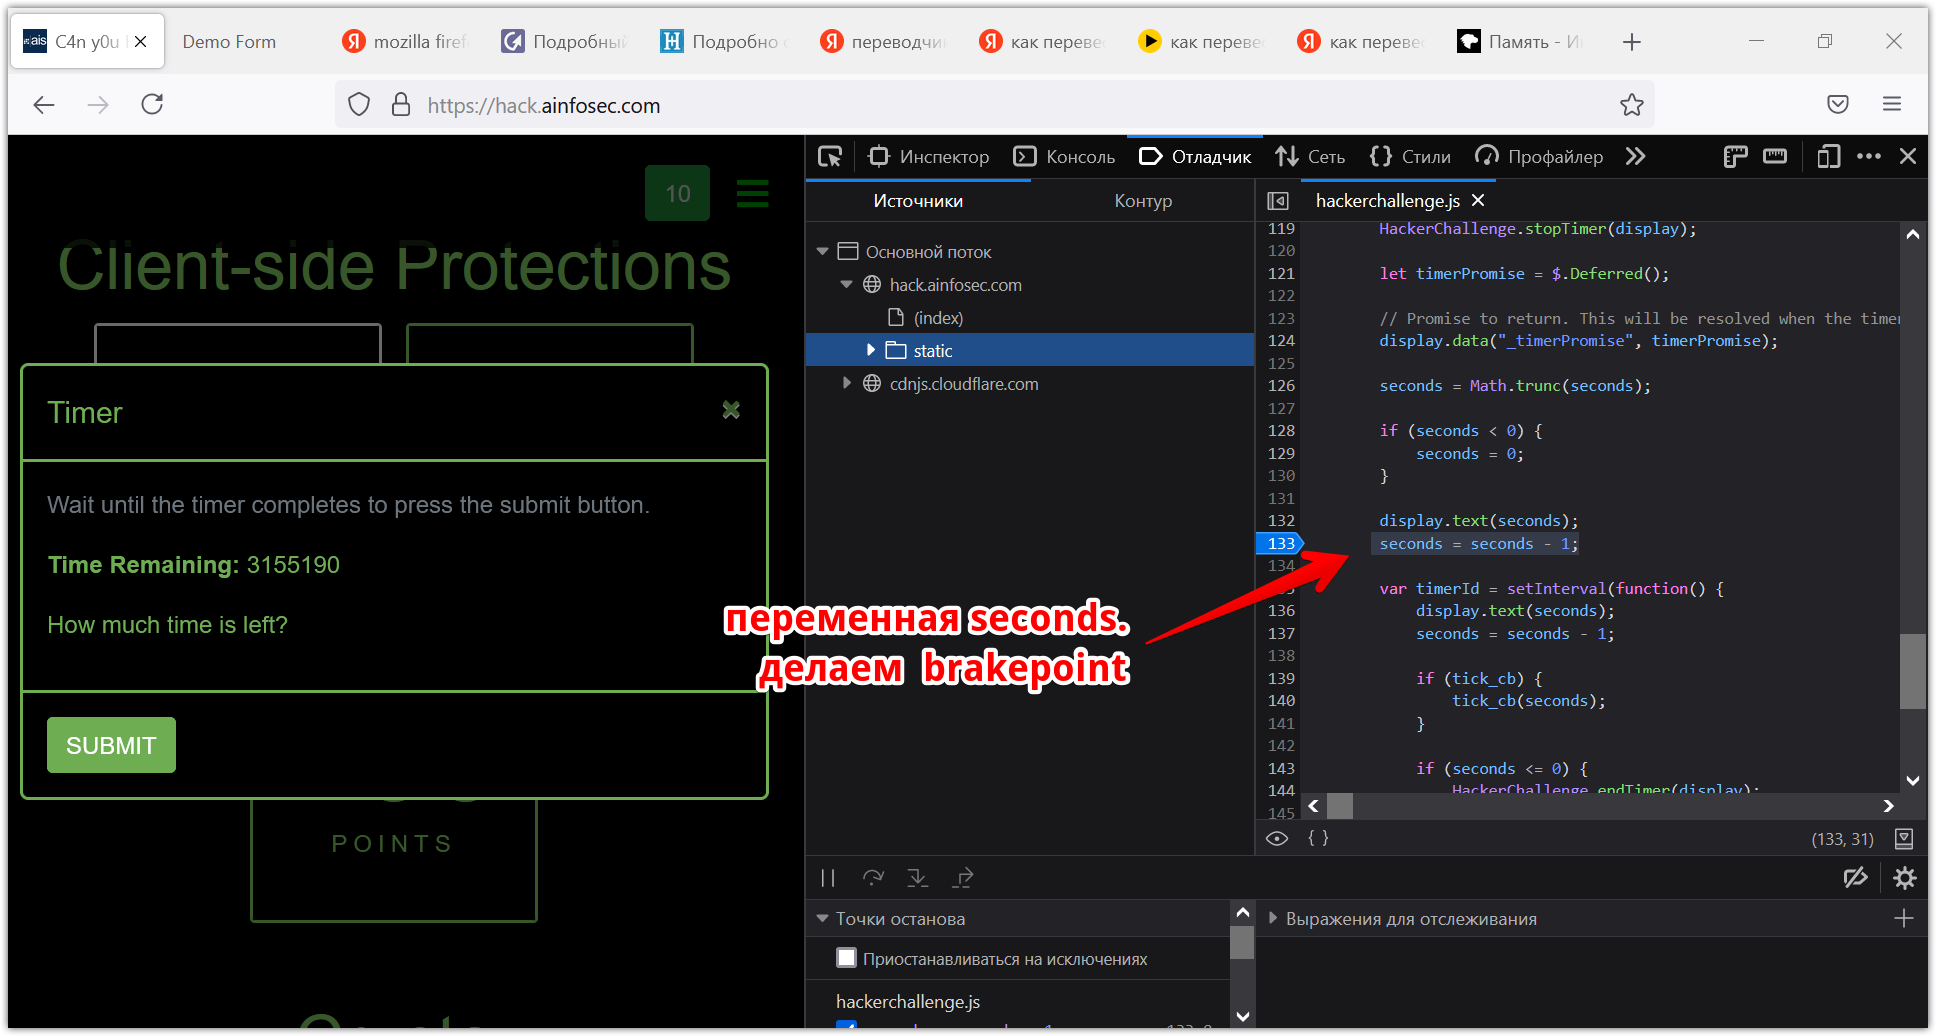 C4n y0u
Demo Form
mozilla firef
Подробный
Подробно
переводчи
как переве
как переве
как переве
Память - И
https://hack.ainfosec.com
10
Client-side Protections
Timer
Wait until the timer completes to press the submit button.
Time Remaining: 3155190
How much time is left?
SUBMIT
POINTS
Инспектор
Консоль
Отладчик
Сеть
Стили
Профайлер
Источники
Контур
Основной поток
hack.ainfosec.com
(index)
static
cdnjs.cloudflare.com
hackerchallenge.js
119 HackerChallenge.stopTimer(display);
120
121 let timerPromise = $.Deferred();
122
123 // Promise to return. This will be resolved when the timer
124 display.data("_timerPromise", timerPromise);
125
126 seconds = Math.trunc(seconds);
127
128 if (seconds < 0) {
129 seconds = 0;
130 }
131
132 display.text(seconds);
133 seconds = seconds - 1;
134
var timerId = setInterval(function() {
136 display.text(seconds);
137 seconds = seconds - 1;
138
139 if (tick_cb) {
140 tick_cb(seconds);
141 }
142
143 if (seconds <= 0) {
144 HackerChallenge.endTimer(display);
145
переменная seconds.
делаем brakepoint
{ }
(133, 31)
Точки останова
Приостанавливаться на исключениях
hackerchallenge.js
Выражения для отслеживания